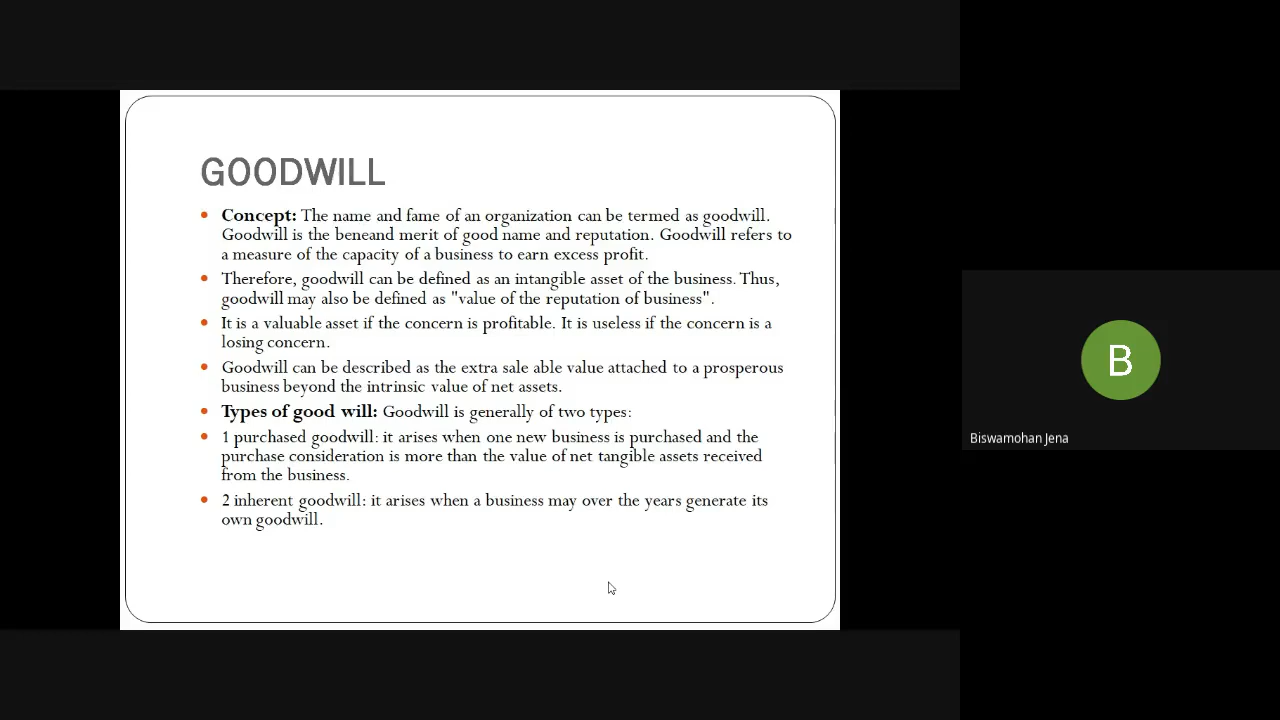 GOODWILL
Concept: The name and fame of an organization can be termed as goodwill.
Goodwill is the beneand merit of good name and reputation. Goodwill refers to
a measure of the capacity of a business to earn excess profit.
Therefore, goodwill can be defined as an intangible asset of the business. Thus,
goodwill may also be defined as "value of the reputation of business".
It is a valuable asset if the concern is profitable. It is useless if the concern is a
losing concern.
Goodwill can be described as the extra sale able value attached to a prosperous
business beyond the intrinsic value of net assets.
Types of good will: Goodwill is generally of two types:
1 purchased goodwill: it arises when one new business is purchased and the
purchase consideration is more than the value of net tangible assets received
from the business.
2 inherent goodwill: it arises when a business may over the years generate its
own goodwill.
B
Biswamohan Jena